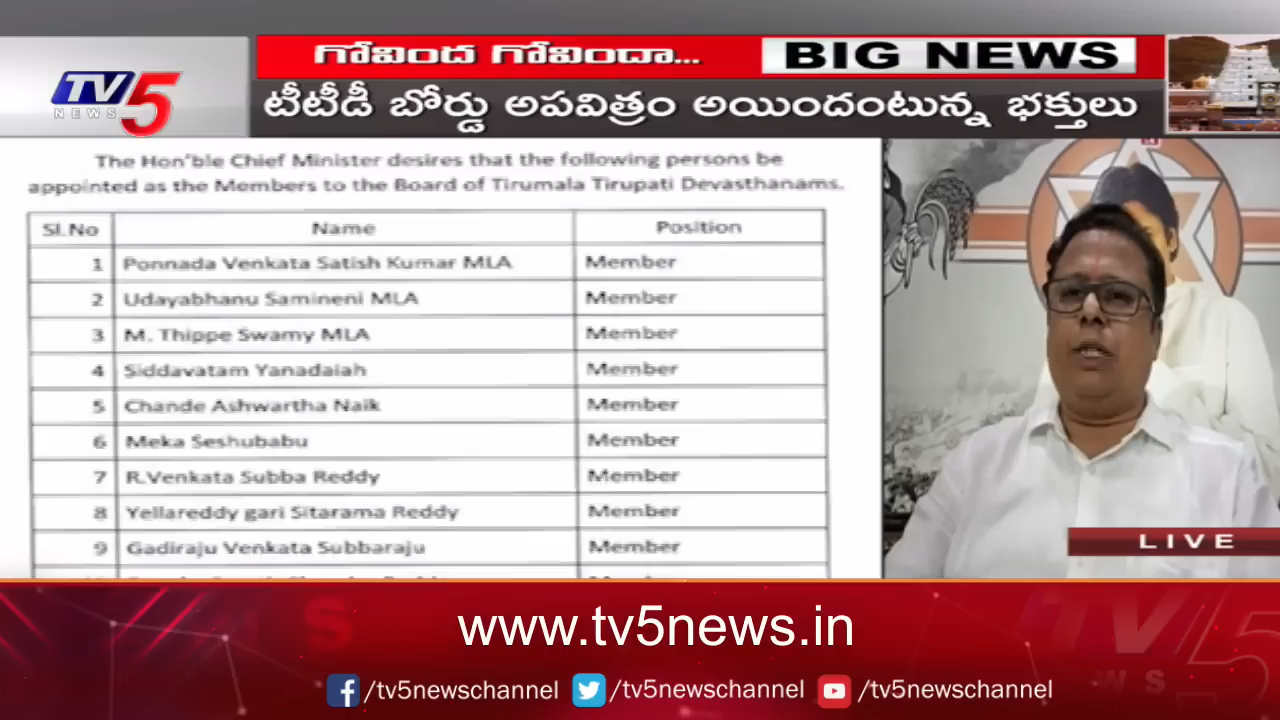 గోవింద గోవిందా...
BIG NEWS
TV5
NEWS
టీటీడీ బోర్డు అపవిత్రం అయిందంటున్న భక్తులు
The Hon'ble Chief Minister desires that the following persons be
appointed as the Members to the Board of Tirumala Tirupati Devasthanams.
Sl.No Name Position
1 Ponnada Venkata Satish Kumar MLA Member
2 Udayabhanu Samineni MLA Member
3 M. Thippe Swamy MLA Member
4 Siddavatam Yanadaiah Member
5 Chande Ashwartha Naik Member
6 Meka Seshubabu Member
7 R.Venkata Subba Reddy Member
8 Yellareddy gari Sitarama Reddy Member
9 Gadiraju Venkata Subbaraju Member
LIVE
www.tv5news.in
/tv5newschannel /tv5newschannel /tv5newschannel